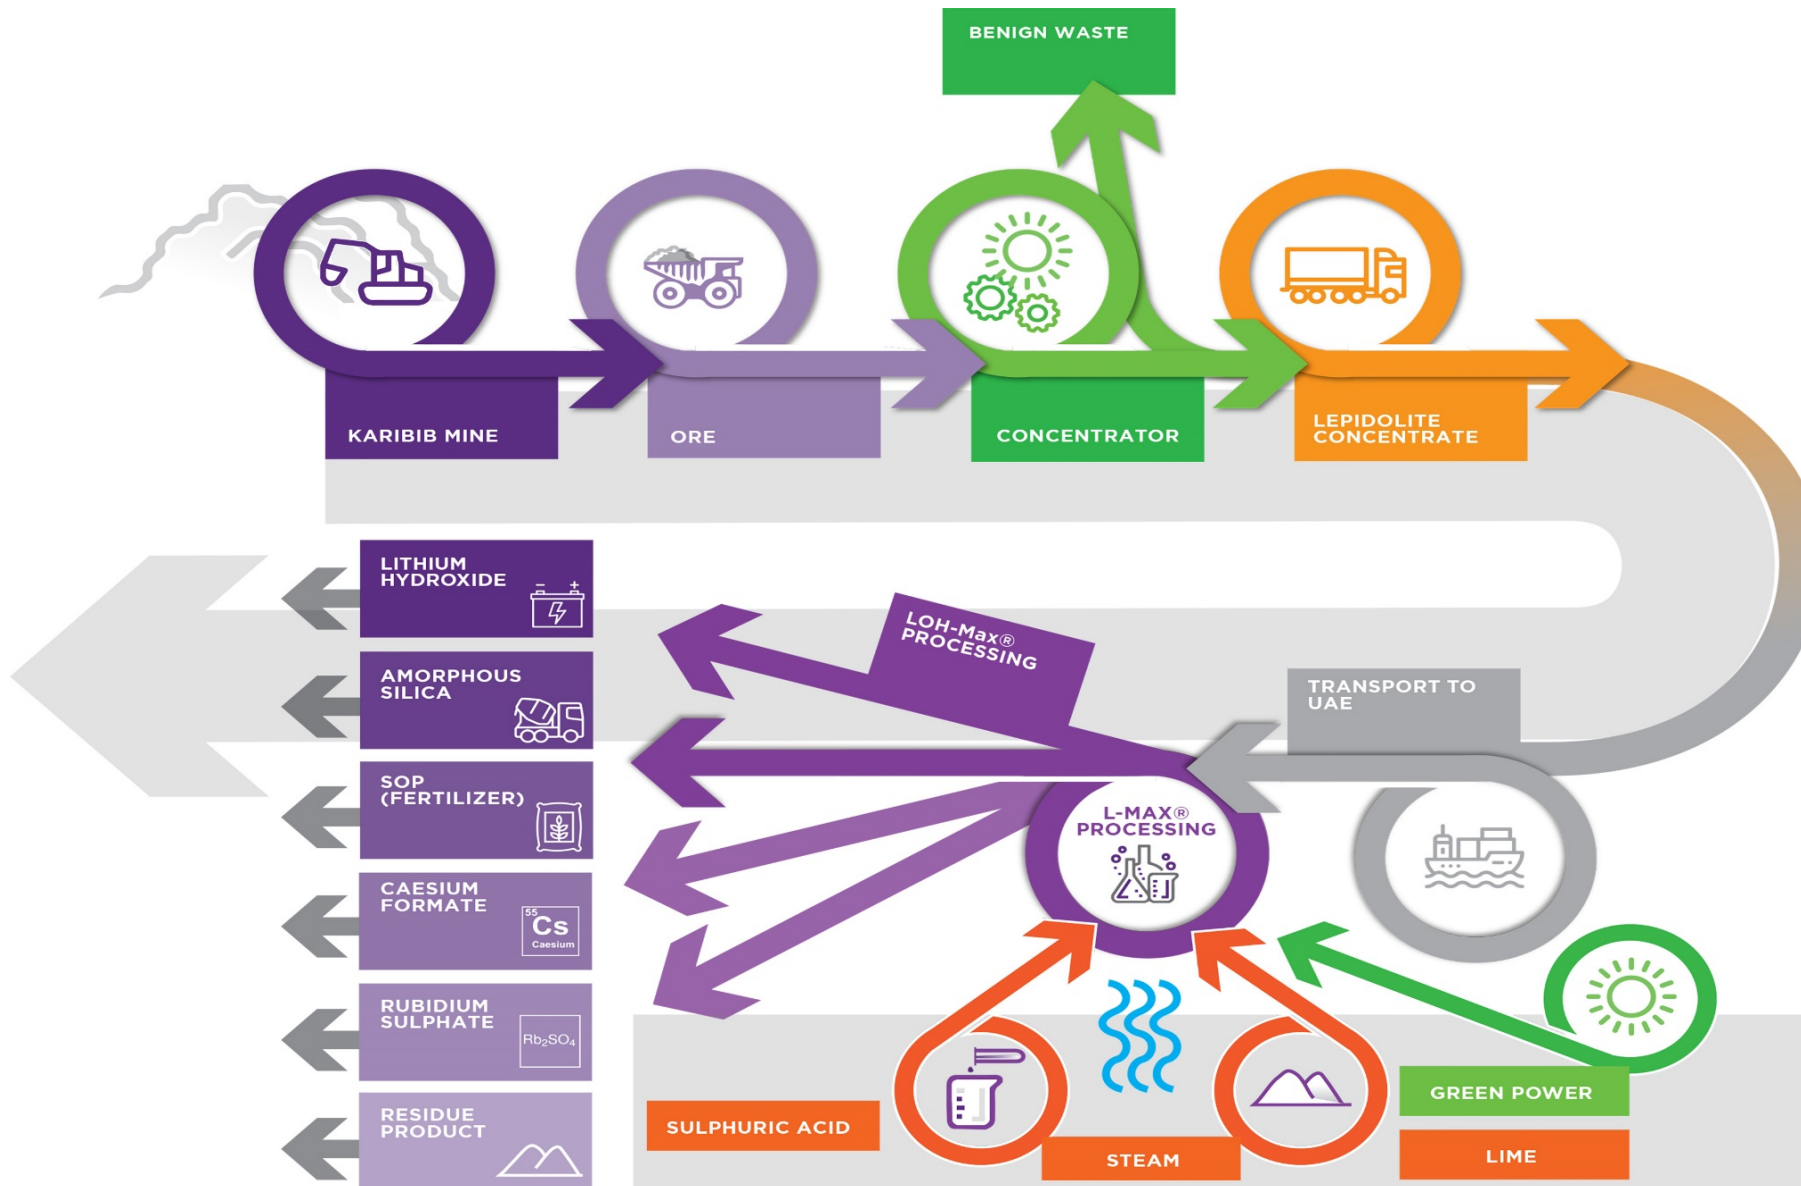 BENIGN WASTE
KARIBIB MINE
ORE
CONCENTRATOR
LEPIDOLITE
CONCENTRATE
LITHIUM
HYDROXIDE
- +
LOH-Max®
PROCESSING
TRANSPORT TO
UAE
AMORPHOUS
SILICA
SOP
(FERTILIZER)
L-MAX®
PROCESSING
CAESIUM
FORMATE
55
Cs
Caesium
RUBIDIUM
SULPHATE
Rb₂SO₄
RESIDUE
PRODUCT
SULPHURIC ACID
STEAM
GREEN POWER
LIME